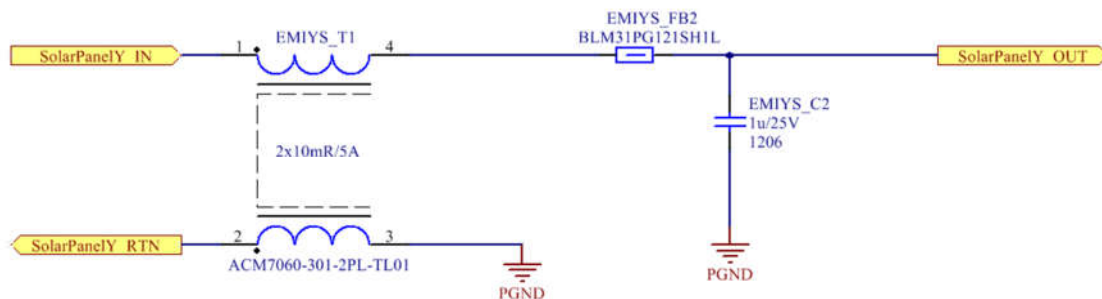 EMIYS_FB2
EMIYS_T1
BLM31PG121SH1L
1
4
SolarPanelY_IN
SolarPanelY_OUT
EMIYS_C2
1u/25V
1206
2x10mR/5A
2
3
SolarPanelY_RTN
ACM7060-301-2PL-TL01
PGND
PGND